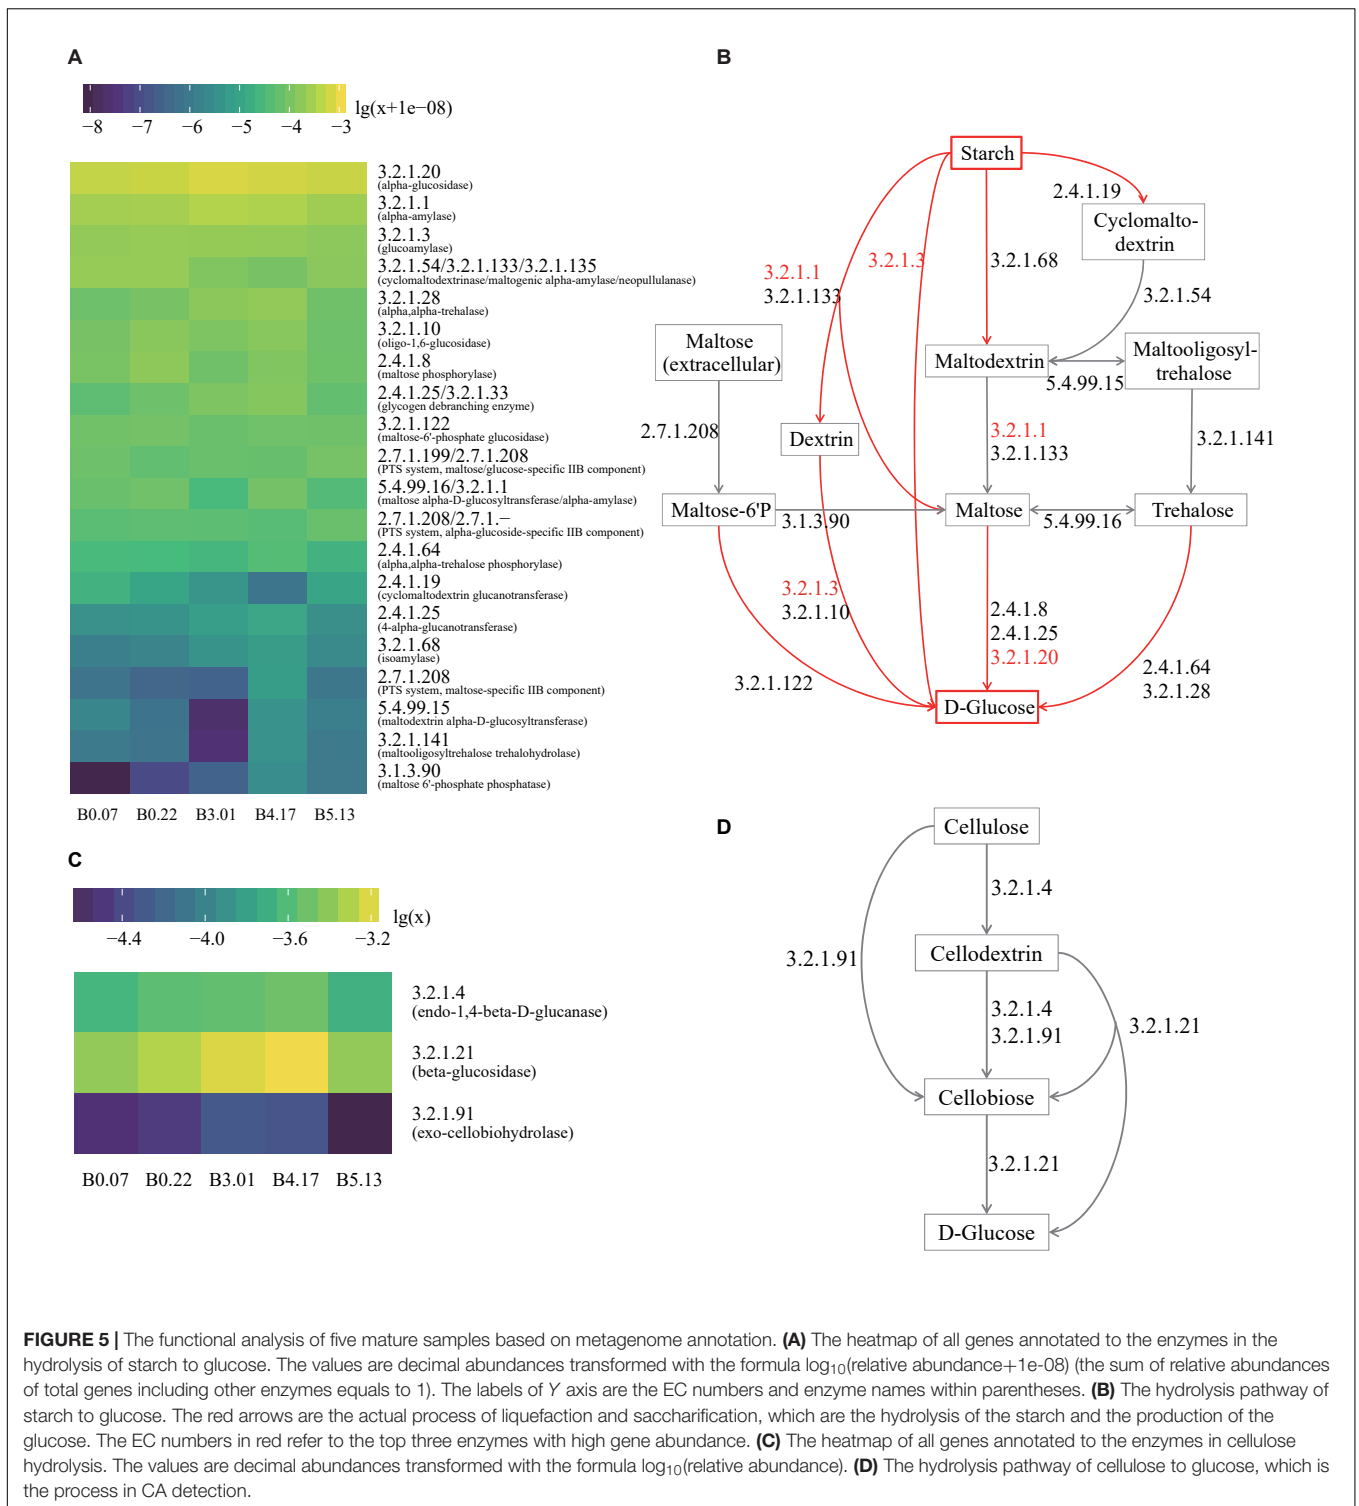 A
lg(x+1e−08)
−8 −7 −6 −5 −4 −3
3.2.1.20
(alpha-glucosidase)
3.2.1.1
(alpha-amylase)
3.2.1.3
(glucoamylase)
3.2.1.54/3.2.1.133/3.2.1.135
(cyclomaltodextrinase/maltogenic alpha-amylase/neopullulanase)
3.2.1.28
(alpha,alpha-trehalase)
3.2.1.10
(oligo-1,6-glucosidase)
2.4.1.8
(maltose phosphorylase)
2.4.1.25/3.2.1.33
(glycogen debranching enzyme)
3.2.1.122
(maltose-6'-phosphate glucosidase)
2.7.1.199/2.7.1.208
(PTS system, maltose/glucose-specific IIB component)
5.4.99.16/3.2.1.1
(maltose alpha-D-glucosyltransferase/alpha-amylase)
2.7.1.208/2.7.1.−
(PTS system, alpha-glucoside-specific IIB component)
2.4.1.64
(alpha,alpha-trehalose phosphorylase)
2.4.1.19
(cyclomaltodextrin glucanotransferase)
2.4.1.25
(4-alpha-glucanotransferase)
3.2.1.68
(isoamylase)
2.7.1.208
(PTS system, maltose-specific IIB component)
5.4.99.15
(maltodextrin alpha-D-glucosyltransferase)
3.2.1.141
(maltooligosyltrehalose trehalohydrolase)
3.1.3.90
(maltose 6'-phosphate phosphatase)
B0.07 B0.22 B3.01 B4.17 B5.13
B
Starch
2.4.1.19
Cyclomalto-
dextrin
3.2.1.3
3.2.1.68
3.2.1.1
3.2.1.133
3.2.1.54
Maltose
(extracellular)
Maltodextrin
Maltooligosyl-
trehalose
5.4.99.15
2.7.1.208
Dextrin
3.2.1.1
3.2.1.133
3.2.1.141
Maltose-6'P
3.1.3.90
Maltose
5.4.99.16
Trehalose
3.2.1.3
3.2.1.10
2.4.1.8
2.4.1.25
3.2.1.20
3.2.1.122
2.4.1.64
3.2.1.28
D-Glucose
C
lg(x)
−4.4 −4.0 −3.6 −3.2
3.2.1.4
(endo-1,4-beta-D-glucanase)
3.2.1.21
(beta-glucosidase)
3.2.1.91
(exo-cellobiohydrolase)
B0.07 B0.22 B3.01 B4.17 B5.13
D
Cellulose
3.2.1.4
3.2.1.91
Cellodextrin
3.2.1.4
3.2.1.91
3.2.1.21
Cellobiose
3.2.1.21
D-Glucose
FIGURE 5 | The functional analysis of five mature samples based on metagenome annotation. (A) The heatmap of all genes annotated to the enzymes in the
hydrolysis of starch to glucose. The values are decimal abundances transformed with the formula log10(relative abundance+1e-08) (the sum of relative abundances
of total genes including other enzymes equals to 1). The labels of Y axis are the EC numbers and enzyme names within parentheses. (B) The hydrolysis pathway of
starch to glucose. The red arrows are the actual process of liquefaction and saccharification, which are the hydrolysis of the starch and the production of the
glucose. The EC numbers in red refer to the top three enzymes with high gene abundance. (C) The heatmap of all genes annotated to the enzymes in cellulose
hydrolysis. The values are decimal abundances transformed with the formula log10(relative abundance). (D) The hydrolysis pathway of cellulose to glucose, which is
the process in CA detection.